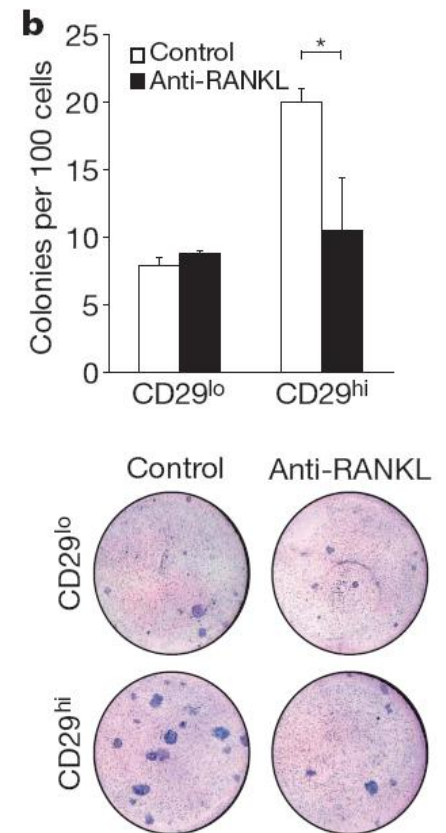 b
25
Control
Anti-RANKL
*
20
15
10
5
0
Colonies per 100 cells
CD29lo CD29hi
Control Anti-RANKL
CD29lo
CD29hi